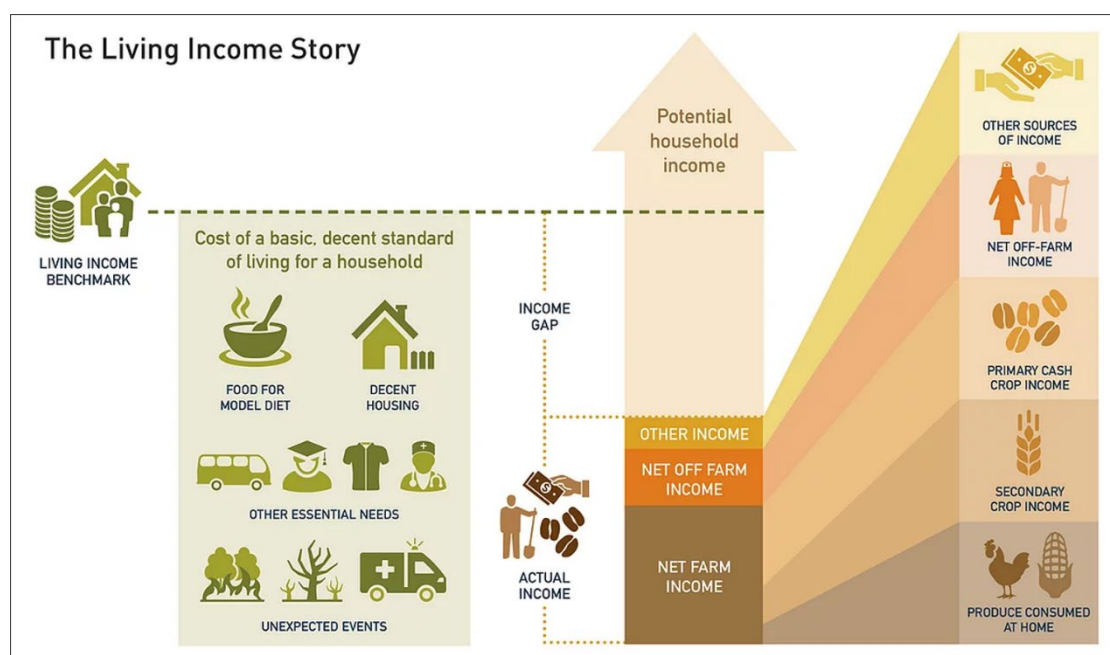 The Living Income Story
LIVING INCOME
BENCHMARK
Cost of a basic, decent standard
of living for a household
FOOD FOR
MODEL DIET
DECENT
HOUSING
OTHER ESSENTIAL NEEDS
UNEXPECTED EVENTS
INCOME
GAP
ACTUAL
INCOME
Potential
household
income
OTHER INCOME
NET OFF FARM
INCOME
NET FARM
INCOME
OTHER SOURCES
OF INCOME
NET OFF-FARM
INCOME
PRIMARY CASH
CROP INCOME
SECONDARY
CROP INCOME
PRODUCE CONSUMED
AT HOME